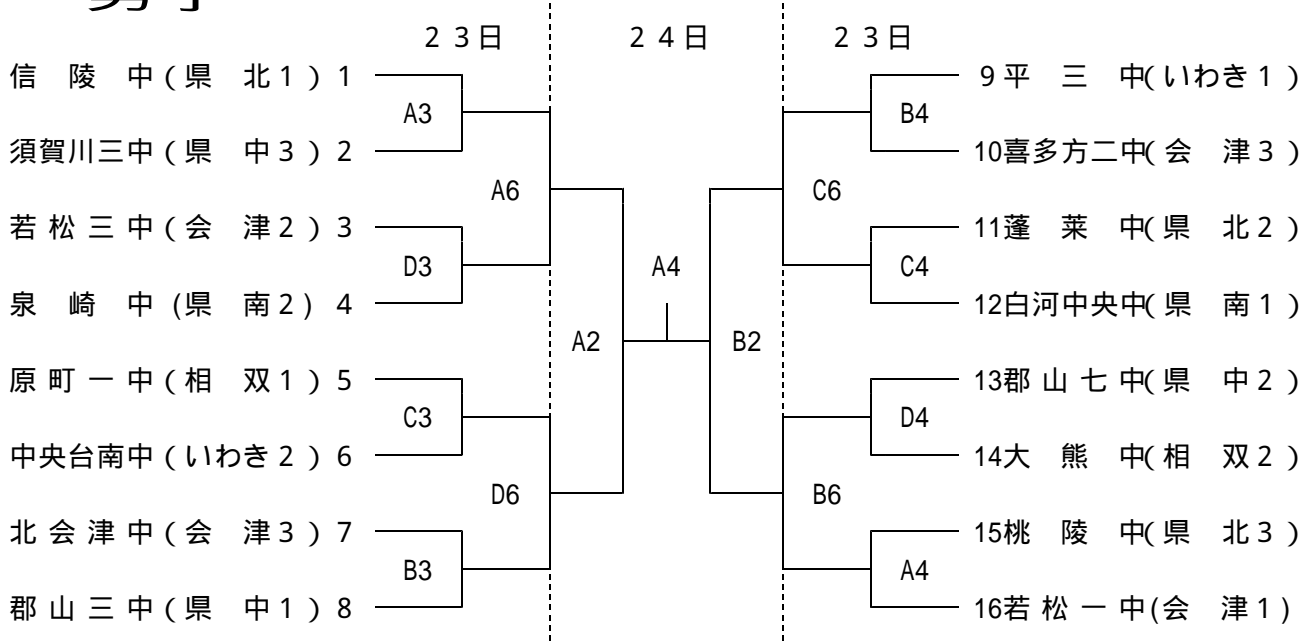 23日 24日 23日
信陵中(県北1)1
A3
須賀川三中(県中3)2
A6
若松三中(会津2)3
D3
泉崎中(県南2)4
A2
原町一中(相双1)5
C3
中央台南中(いわき2)6
D6
北会津中(会津3)7
B3
郡山三中(県中1)8
A4
9平三中(いわき1)
B4
10喜多方二中(会津3)
C6
11蓬莱中(県北2)
C4
12白河中央中(県南1)
B2
13郡山七中(県中2)
D4
14大熊中(相双2)
B6
15桃陵中(県北3)
A4
16若松一中(会津1)